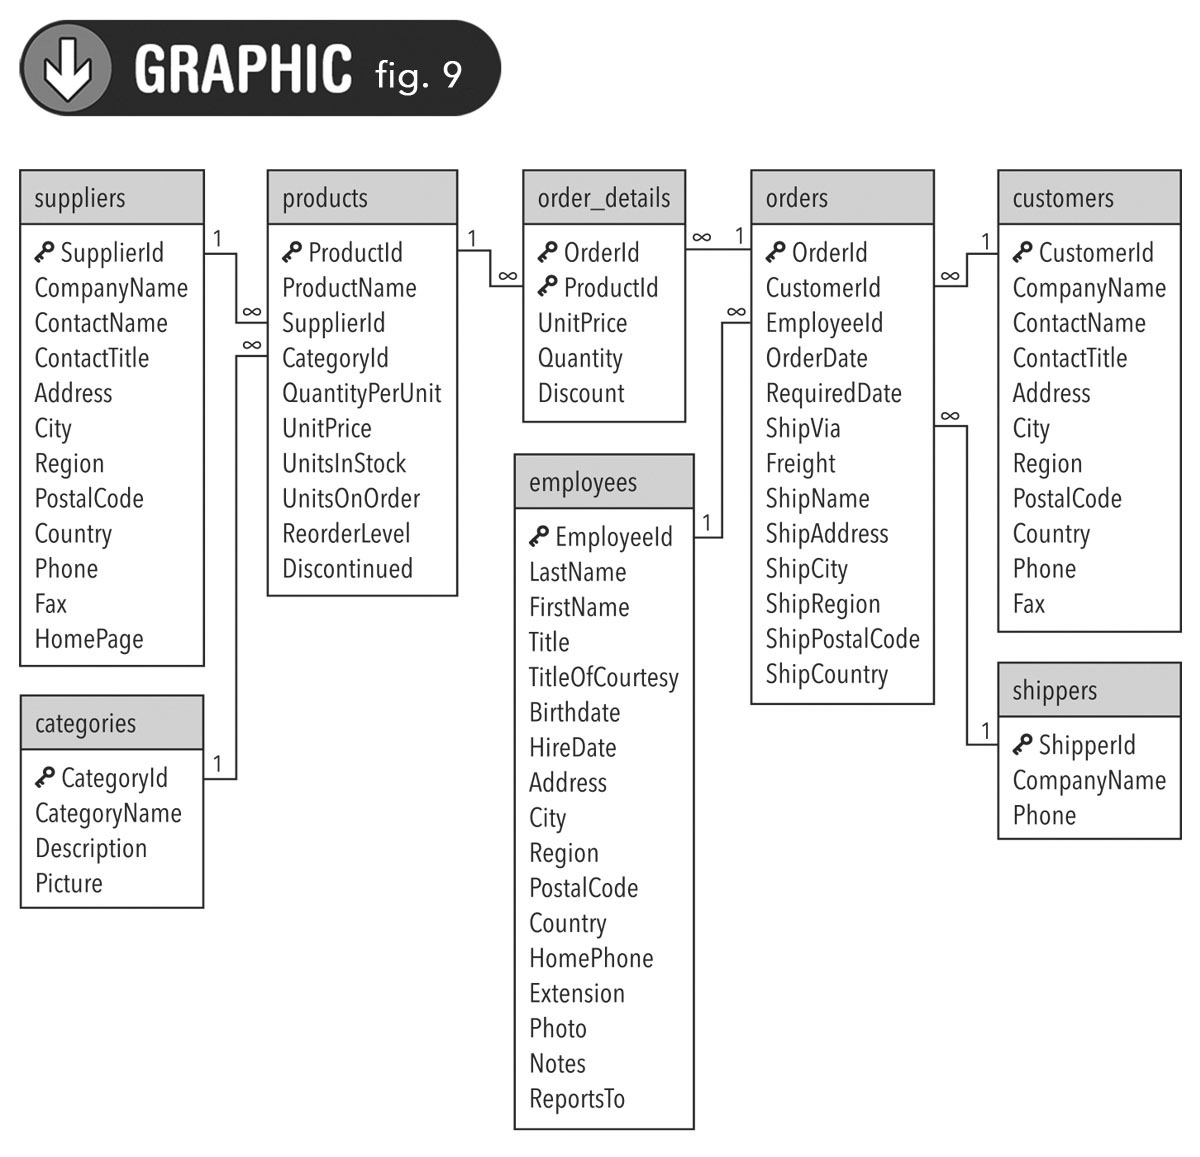 GRAPHIC fig. 9
suppliers
SupplierId
CompanyName
ContactName
ContactTitle
Address
City
Region
PostalCode
Country
Phone
Fax
HomePage
1
∞
categories
CategoryId
CategoryName
Description
Picture
1
∞
products
ProductId
ProductName
SupplierId
CategoryId
QuantityPerUnit
UnitPrice
UnitsInStock
UnitsOnOrder
ReorderLevel
Discontinued
1
∞
order_details
OrderId
ProductId
UnitPrice
Quantity
Discount
∞ 1
employees
EmployeeId
LastName
FirstName
Title
TitleOfCourtesy
Birthdate
HireDate
Address
City
Region
PostalCode
Country
HomePhone
Extension
Photo
Notes
ReportsTo
1
∞
orders
OrderId
CustomerId
EmployeeId
OrderDate
RequiredDate
ShipVia
Freight
ShipName
ShipAddress
ShipCity
ShipRegion
ShipPostalCode
ShipCountry
1
∞
∞
1
customers
CustomerId
CompanyName
ContactName
ContactTitle
Address
City
Region
PostalCode
Country
Phone
Fax
shippers
ShipperId
CompanyName
Phone